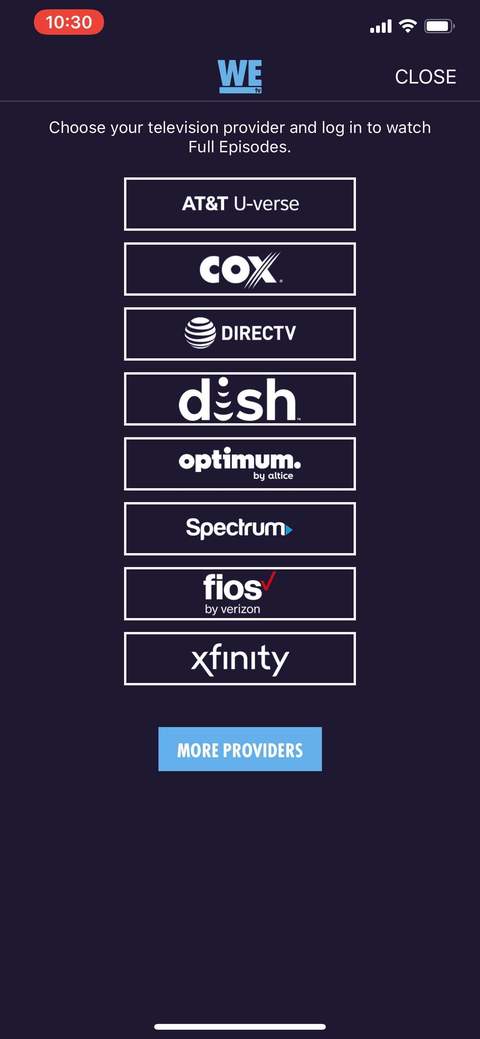 10:30
WE
tv
CLOSE
Choose your television provider and log in to watch
Full Episodes.
AT&T U-verse
COX
DIRECTV
dish
optimum.
by altice
Spectrum
fios
by verizon
xfinity
MORE PROVIDERS